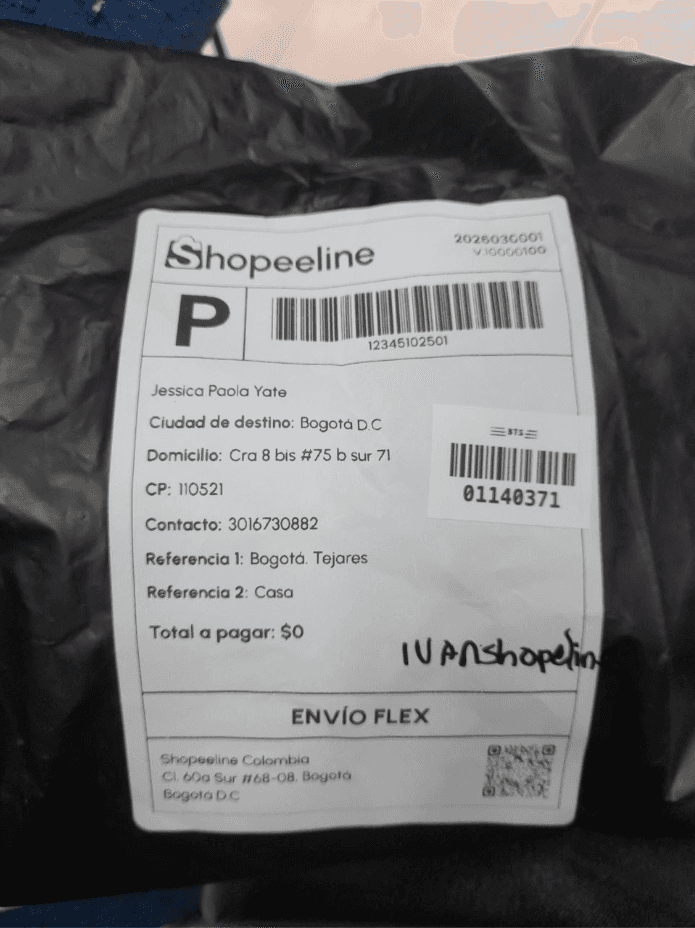 Shopeeline
2026030001
VJ0000100
P
12345102501
Jessica Paola Yate
Ciudad de destino: Bogotá D.C
Domicilio: Cra 8 bis #75 b sur 71
CP: 110521
Contacto: 3016730882
Referencia 1: Bogotá. Tejares
Referencia 2: Casa
Total a pagar: $0
BTS
01140371
IVANshopelin
ENVÍO FLEX
Shopeeline Colombia
Cl. 60a Sur #68-08. Bogotá
Bogota D.C